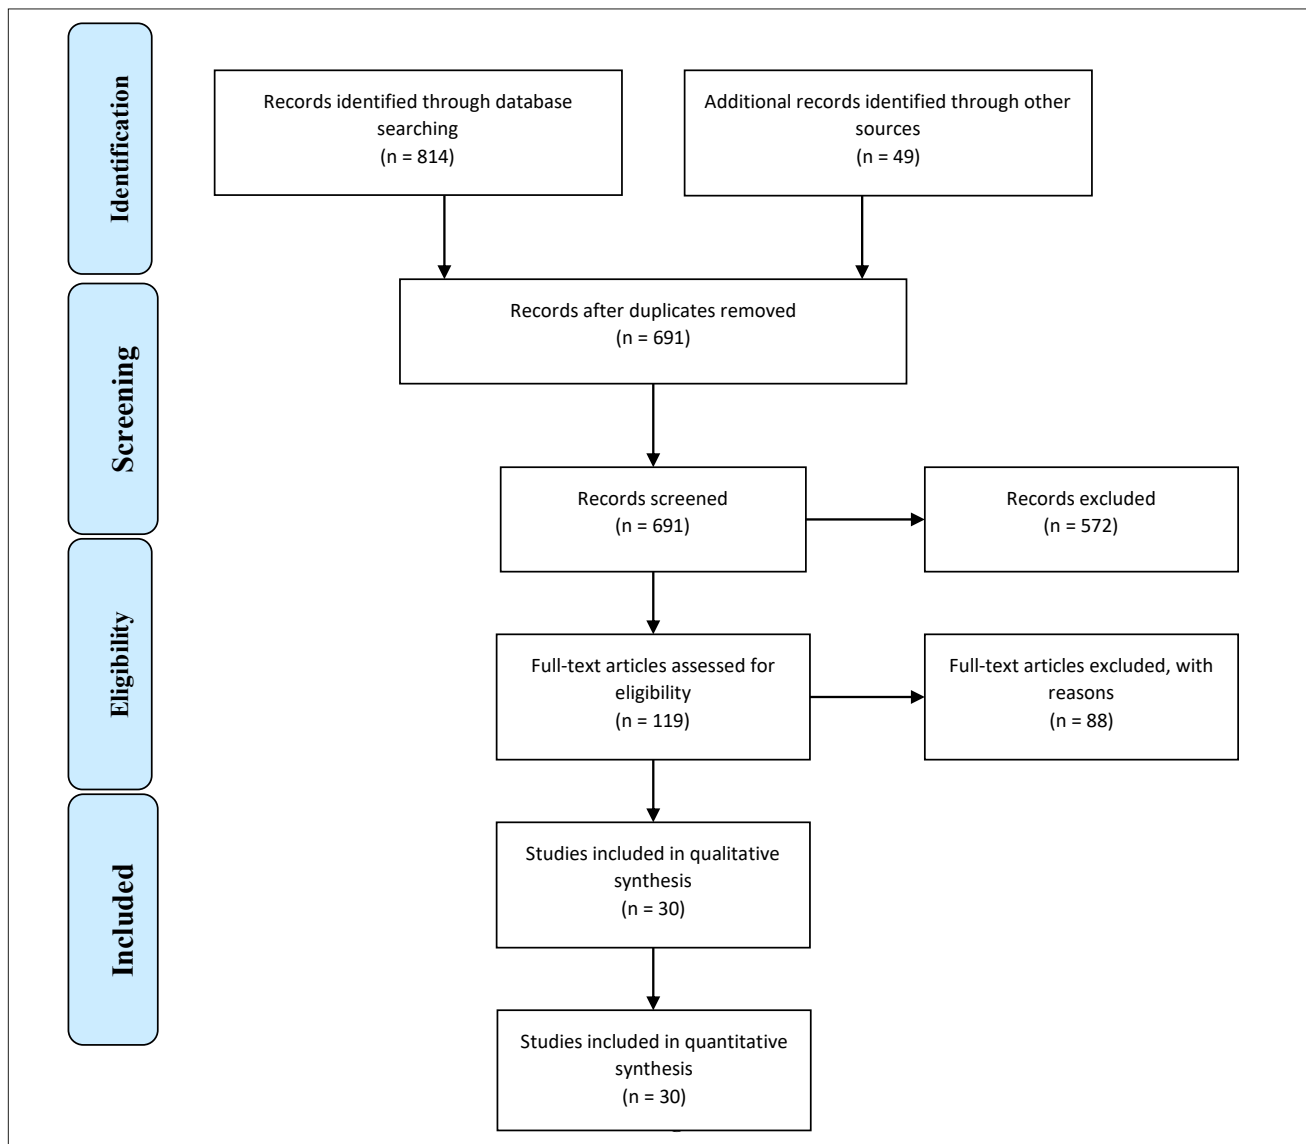 Identification
Records identified through database
searching
(n = 814)
Additional records identified through other
sources
(n = 49)
Screening
Records after duplicates removed
(n = 691)
Records screened
(n = 691)
Records excluded
(n = 572)
Eligibility
Full-text articles assessed for
eligibility
(n = 119)
Full-text articles excluded, with
reasons
(n = 88)
Included
Studies included in qualitative
synthesis
(n = 30)
Studies included in quantitative
synthesis
(n = 30)